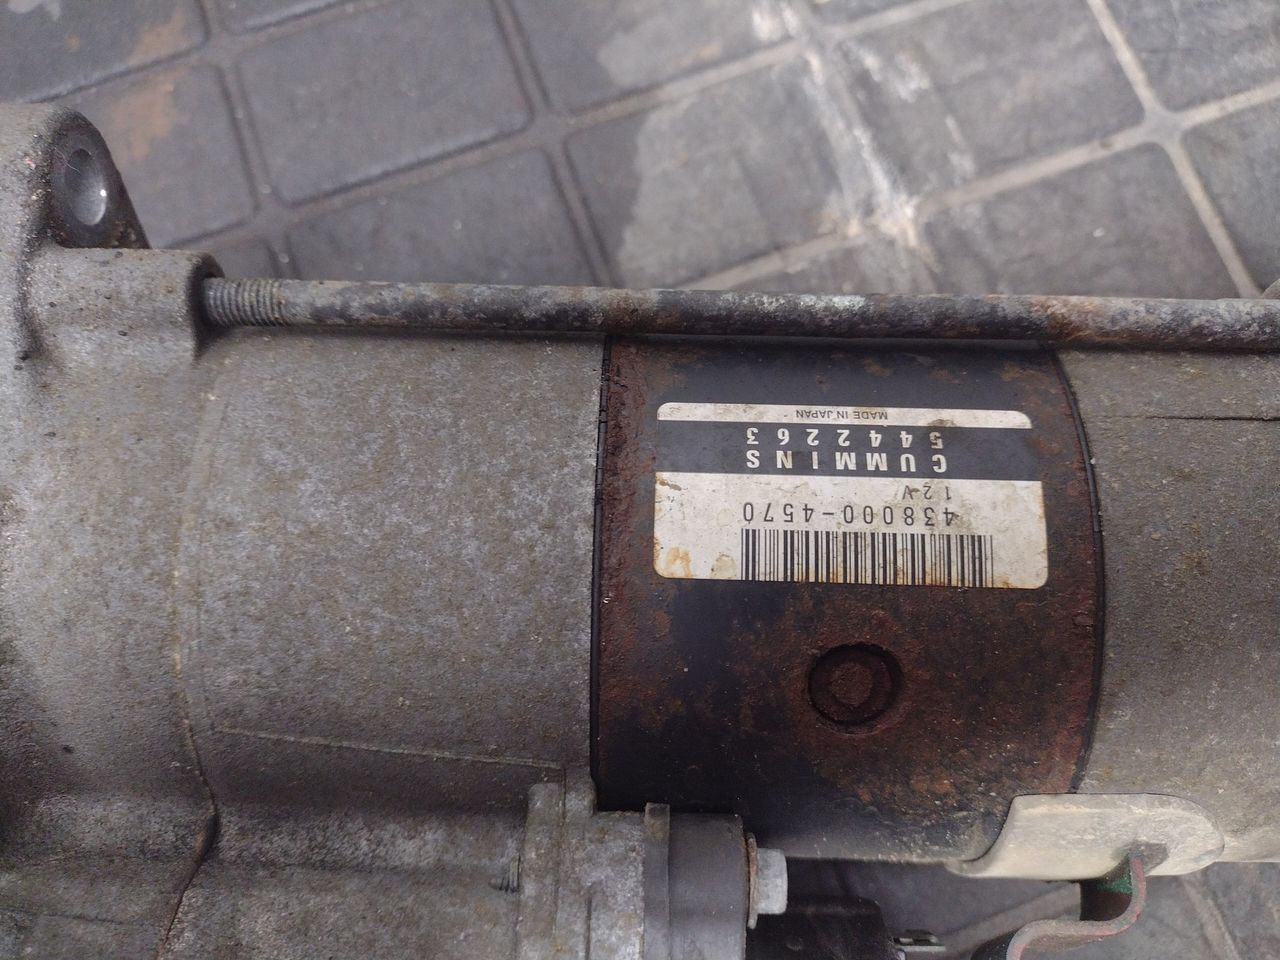 438000-4570
12V
CUMMINS
5442263
MADE IN JAPAN